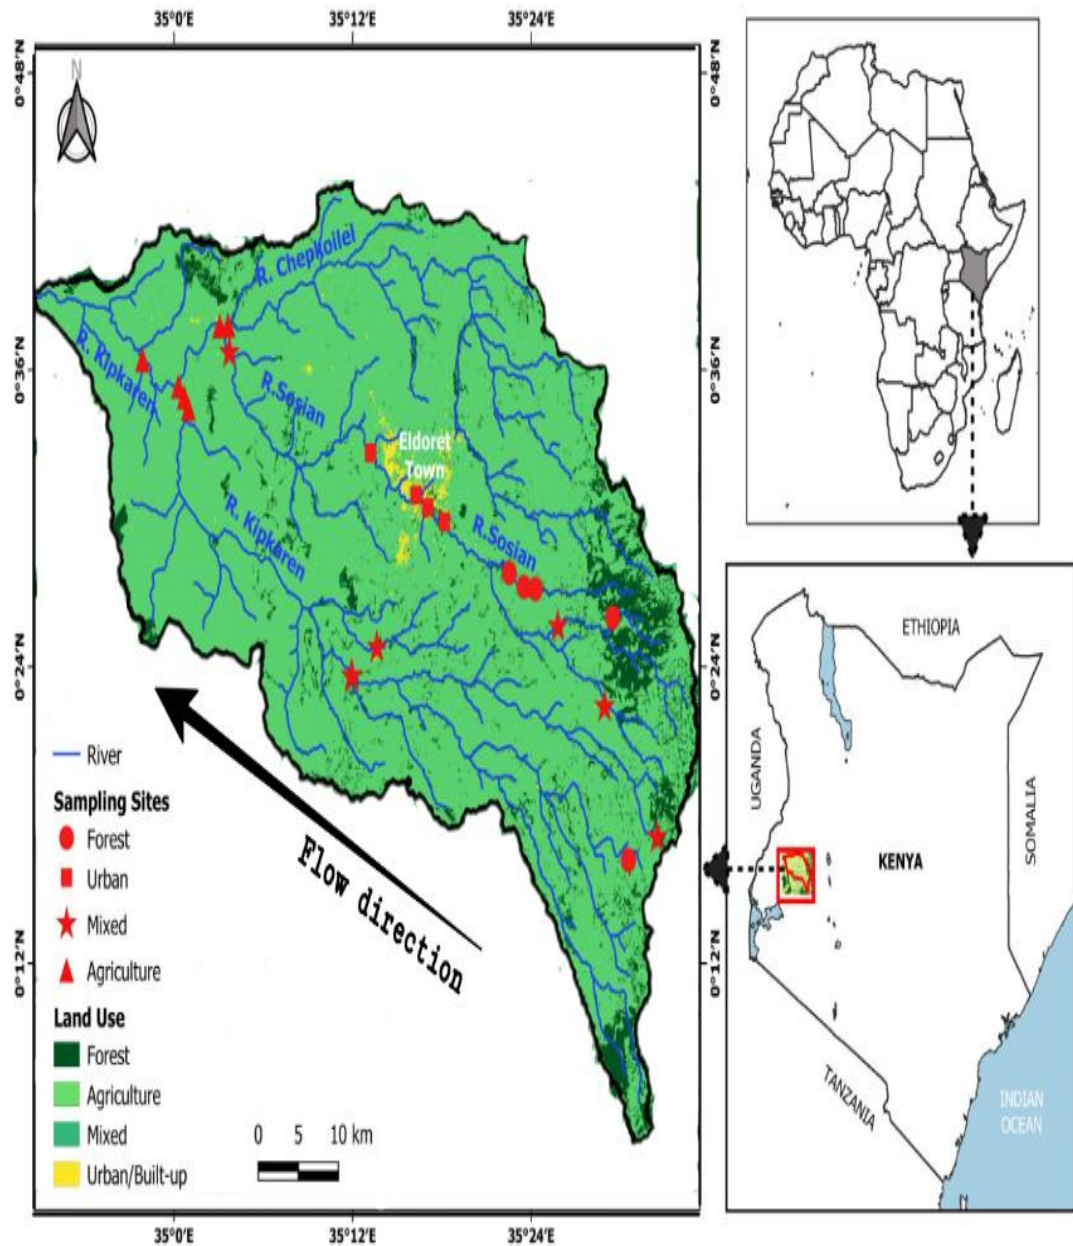 35°0′E
35°12′E
35°24′E
0°48′N
0°48′N
N
R. Chepkoilel
R. Kipkaren
0°36′N
0°36′N
R.Sosian
Eldoret
Town
R. Kipkaren
R.Sosian
0°24′N
0°24′N
River
Sampling Sites
Forest
Urban
Mixed
Agriculture
Flow direction
0°12′N
0°12′N
Land Use
Forest
Agriculture
Mixed
Urban/Built-up
0 5 10 km
35°0′E
35°12′E
35°24′E
ETHIOPIA
UGANDA
SOMALIA
KENYA
TANZANIA
INDIAN
OCEAN